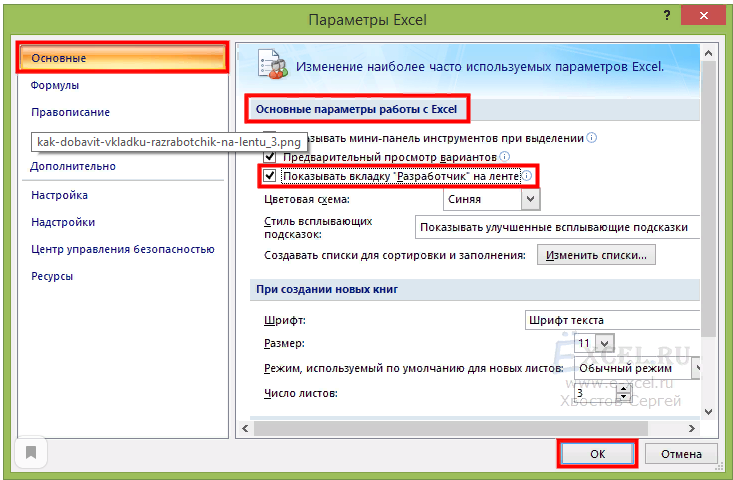 Параметры Excel
?
Основные
Формулы
Правописание
kak-dobavit-vkladku-razrabotchik-na-lentu_3.png
Дополнительно
Настройка
Надстройки
Центр управления безопасностью
Ресурсы
Изменение наиболее часто используемых параметров Excel.
Основные параметры работы с Excel
мини-панель инструментов при выделении
Предварительный просмотр вариантов
Показывать вкладку "Разработчик" на ленте
Цветовая схема: Синяя
Стиль всплывающих
подсказок: Показывать улучшенные всплывающие подсказки
Создавать списки для сортировки и заполнения: Изменить списки...
При создании новых книг
Шрифт: Шрифт текста
Размер: 11
Режим, используемый по умолчанию для новых листов: Обычный режим
Число листов: 3
ЁXCEL.RU
www.e-xcel.ru
Хвостов Сергей
ОК
Отмена